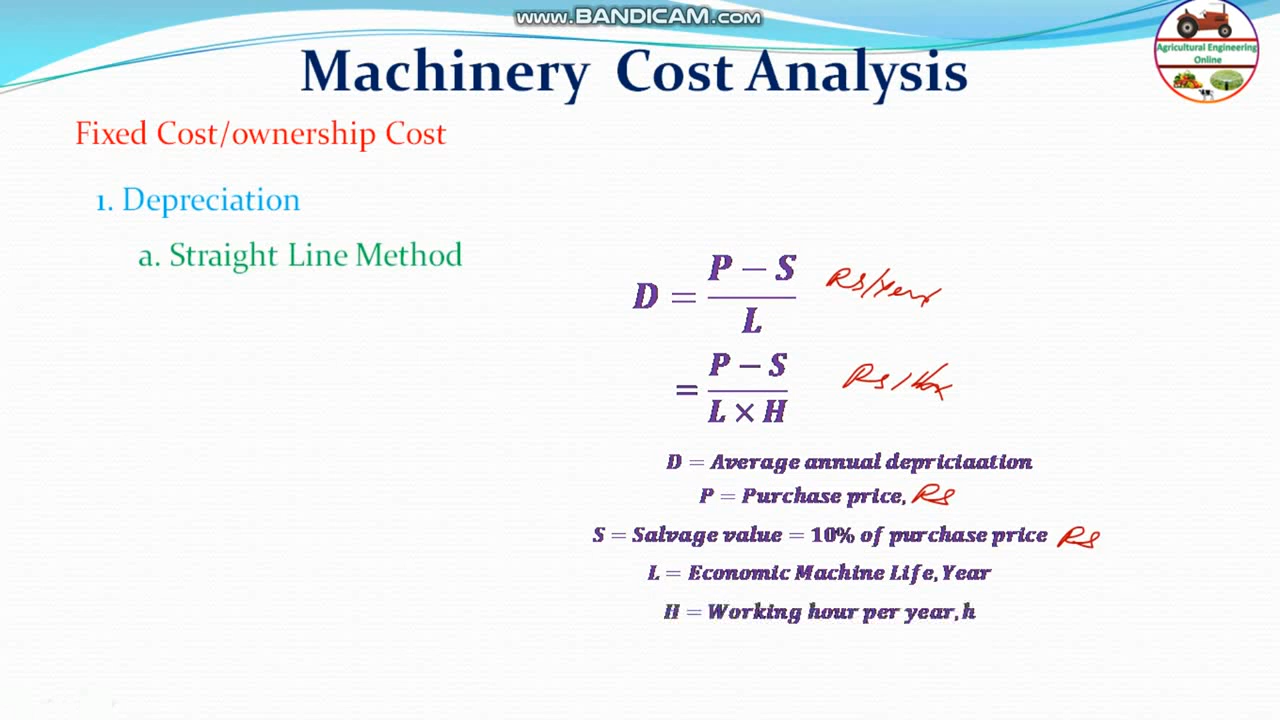 www.BANDICAM.com
Machinery Cost Analysis
Agricultural Engineering
Online
Fixed Cost/ownership Cost
1. Depreciation
a. Straight Line Method
D = P − S / L Rs/Year
= P − S / L × H Rs/Hour
D = Average annual depriciaation
P = Purchase price, Rs
S = Salvage value = 10% of purchase price Rs
L = Economic Machine Life, Year
H = Working hour per year, h